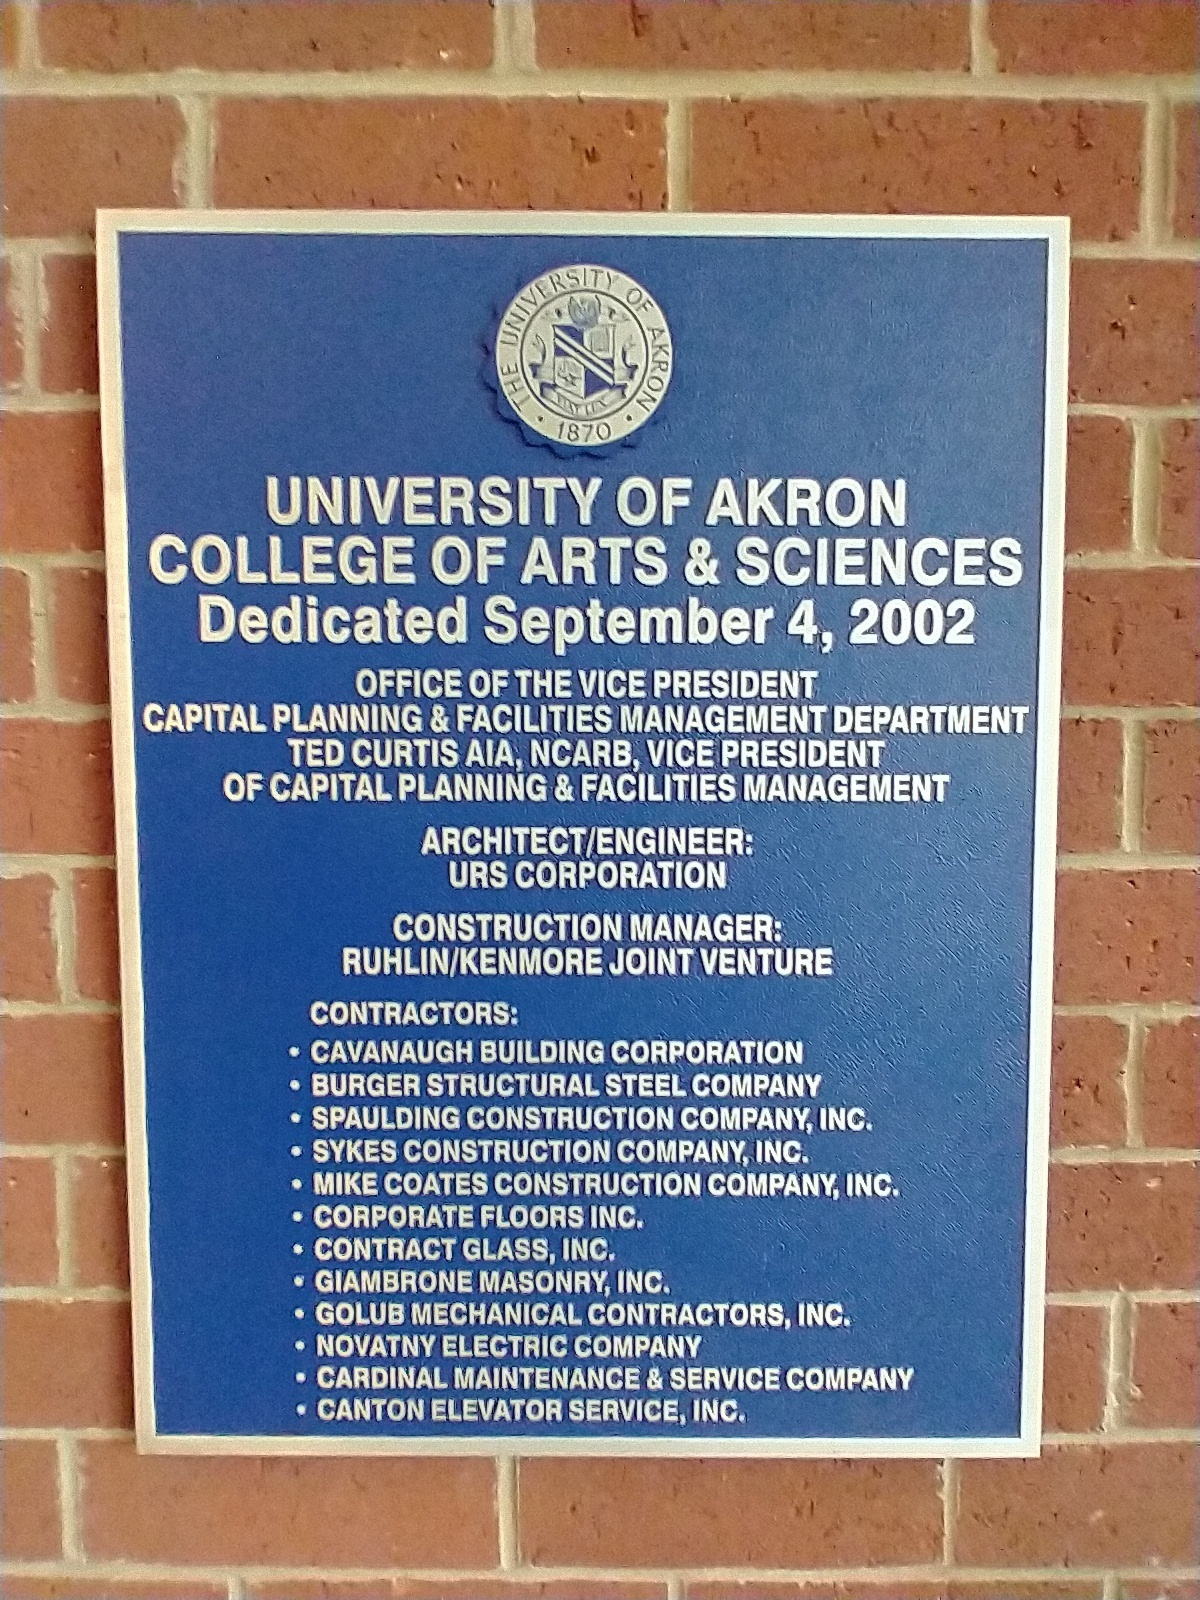 THE UNIVERSITY OF AKRON
1870
UNIVERSITY OF AKRON
COLLEGE OF ARTS & SCIENCES
Dedicated September 4, 2002
OFFICE OF THE VICE PRESIDENT
CAPITAL PLANNING & FACILITIES MANAGEMENT DEPARTMENT
TED CURTIS AIA, NCARB, VICE PRESIDENT
OF CAPITAL PLANNING & FACILITIES MANAGEMENT
ARCHITECT/ENGINEER:
URS CORPORATION
CONSTRUCTION MANAGER:
RUHLIN/KENMORE JOINT VENTURE
CONTRACTORS:
• CAVANAUGH BUILDING CORPORATION
• BURGER STRUCTURAL STEEL COMPANY
• SPAULDING CONSTRUCTION COMPANY, INC.
• SYKES CONSTRUCTION COMPANY, INC.
• MIKE COATES CONSTRUCTION COMPANY, INC.
• CORPORATE FLOORS INC.
• CONTRACT GLASS, INC.
• GIAMBRONE MASONRY, INC.
• GOLUB MECHANICAL CONTRACTORS, INC.
• NOVATNY ELECTRIC COMPANY
• CARDINAL MAINTENANCE & SERVICE COMPANY
• CANTON ELEVATOR SERVICE, INC.